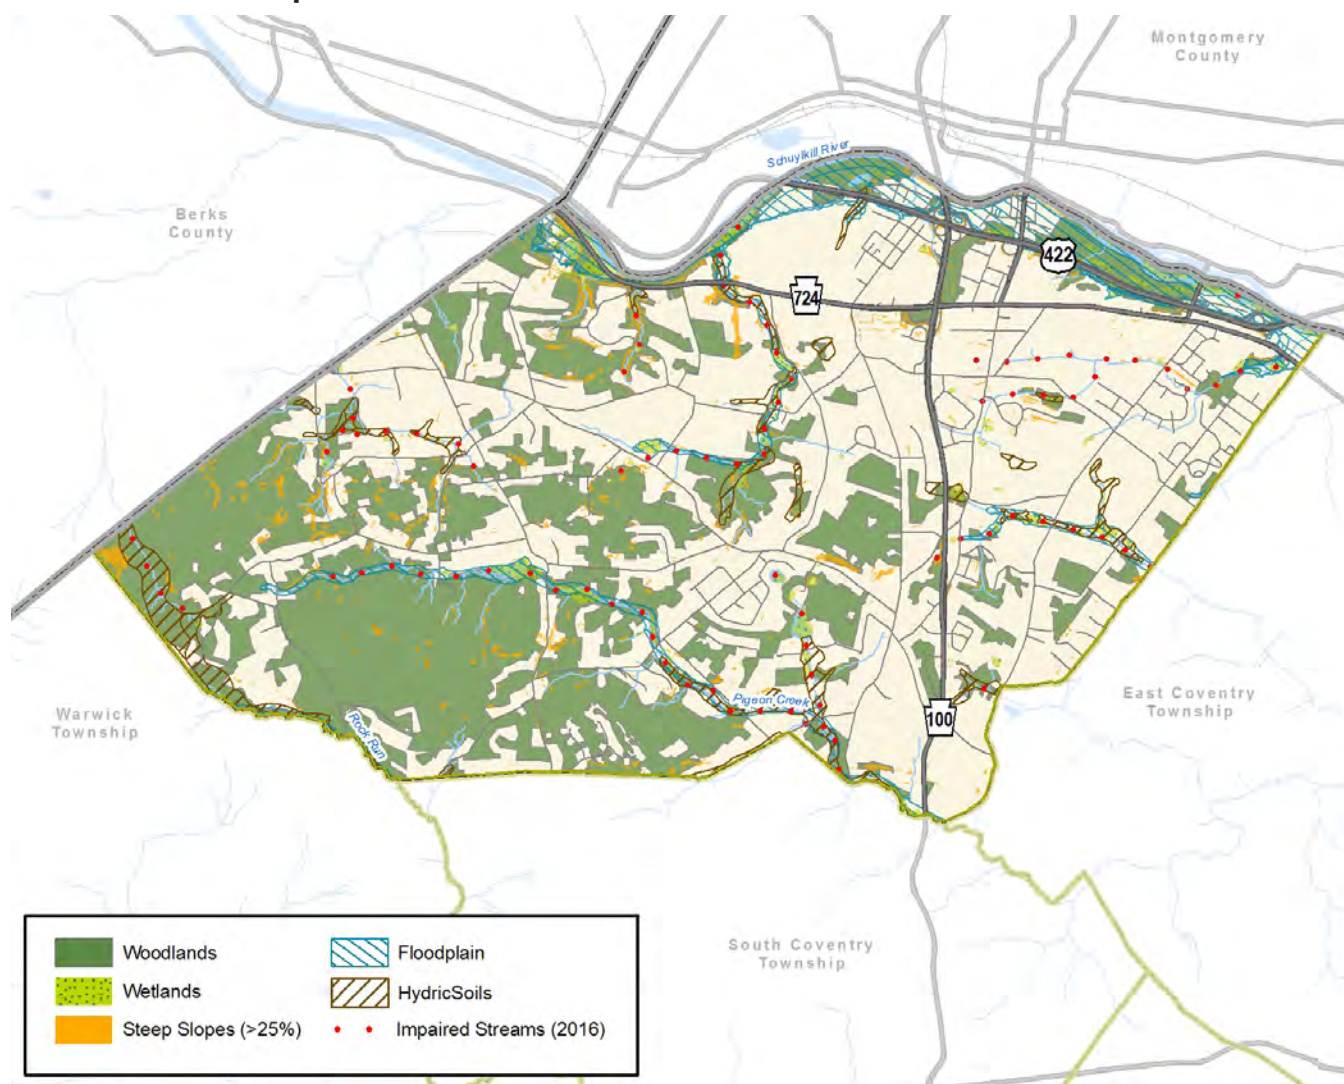 Montgomery
County
Schuylkill River
Berks
County
422
724
Pigeon Creek
East Coventry
Township
Warwick
Township
Rock Run
100
South Coventry
Township
Woodlands
Wetlands
Steep Slopes (>25%)
Floodplain
HydricSoils
Impaired Streams (2016)